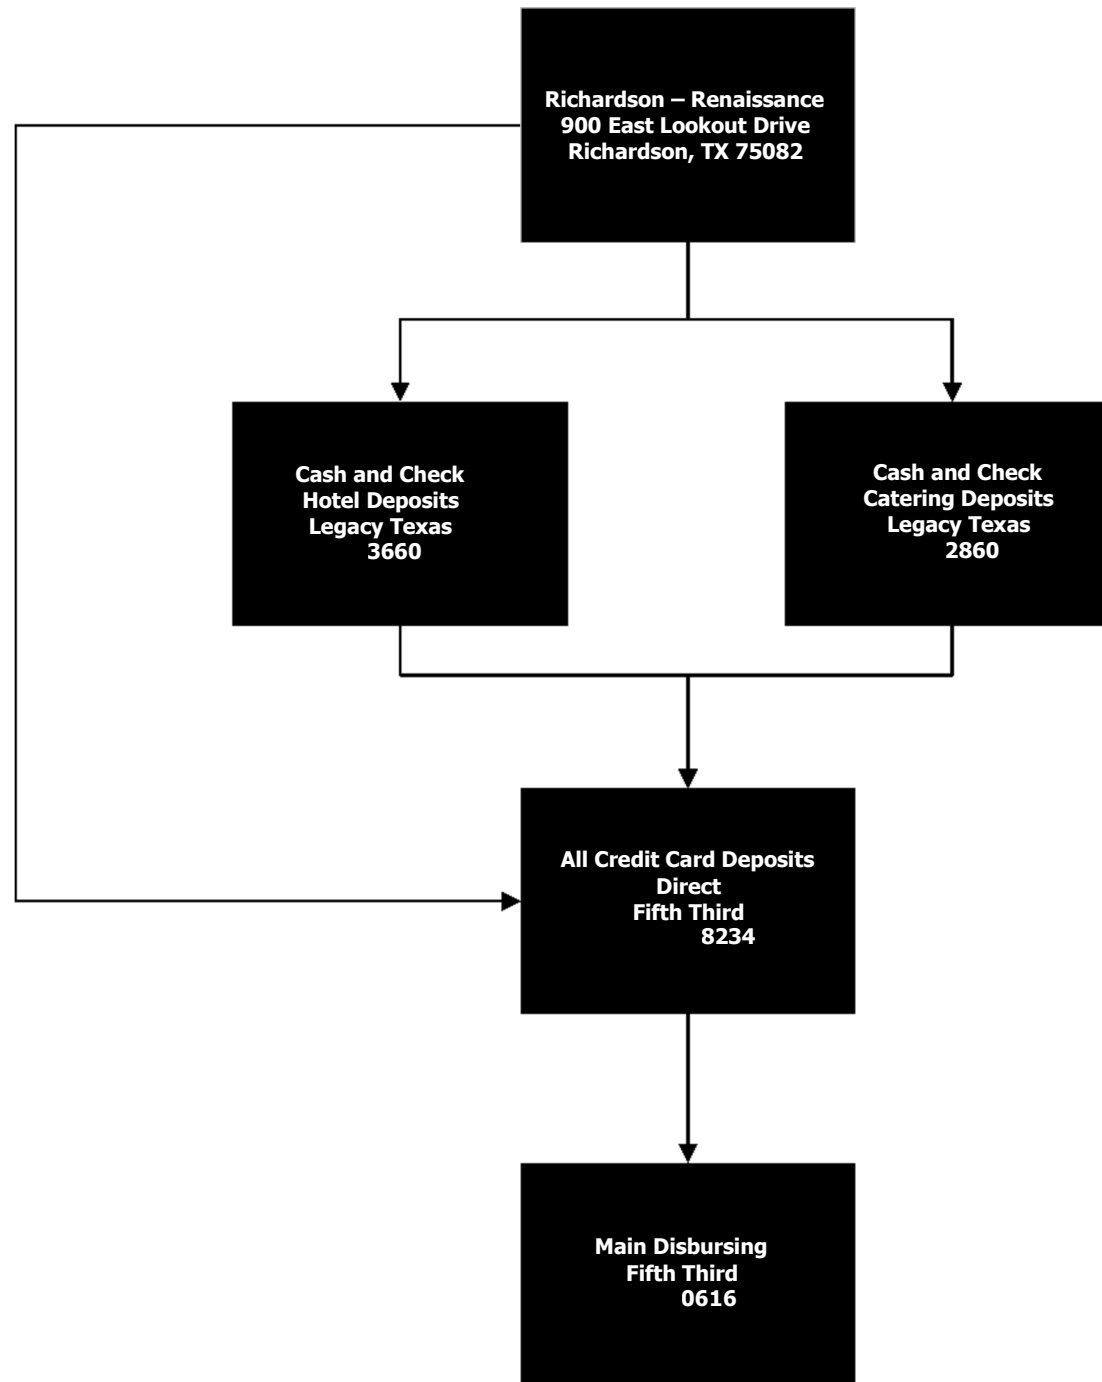 Richardson – Renaissance
900 East Lookout Drive
Richardson, TX 75082
Cash and Check
Hotel Deposits
Legacy Texas
3660
Cash and Check
Catering Deposits
Legacy Texas
2860
All Credit Card Deposits
Direct
Fifth Third
8234
Main Disbursing
Fifth Third
0616